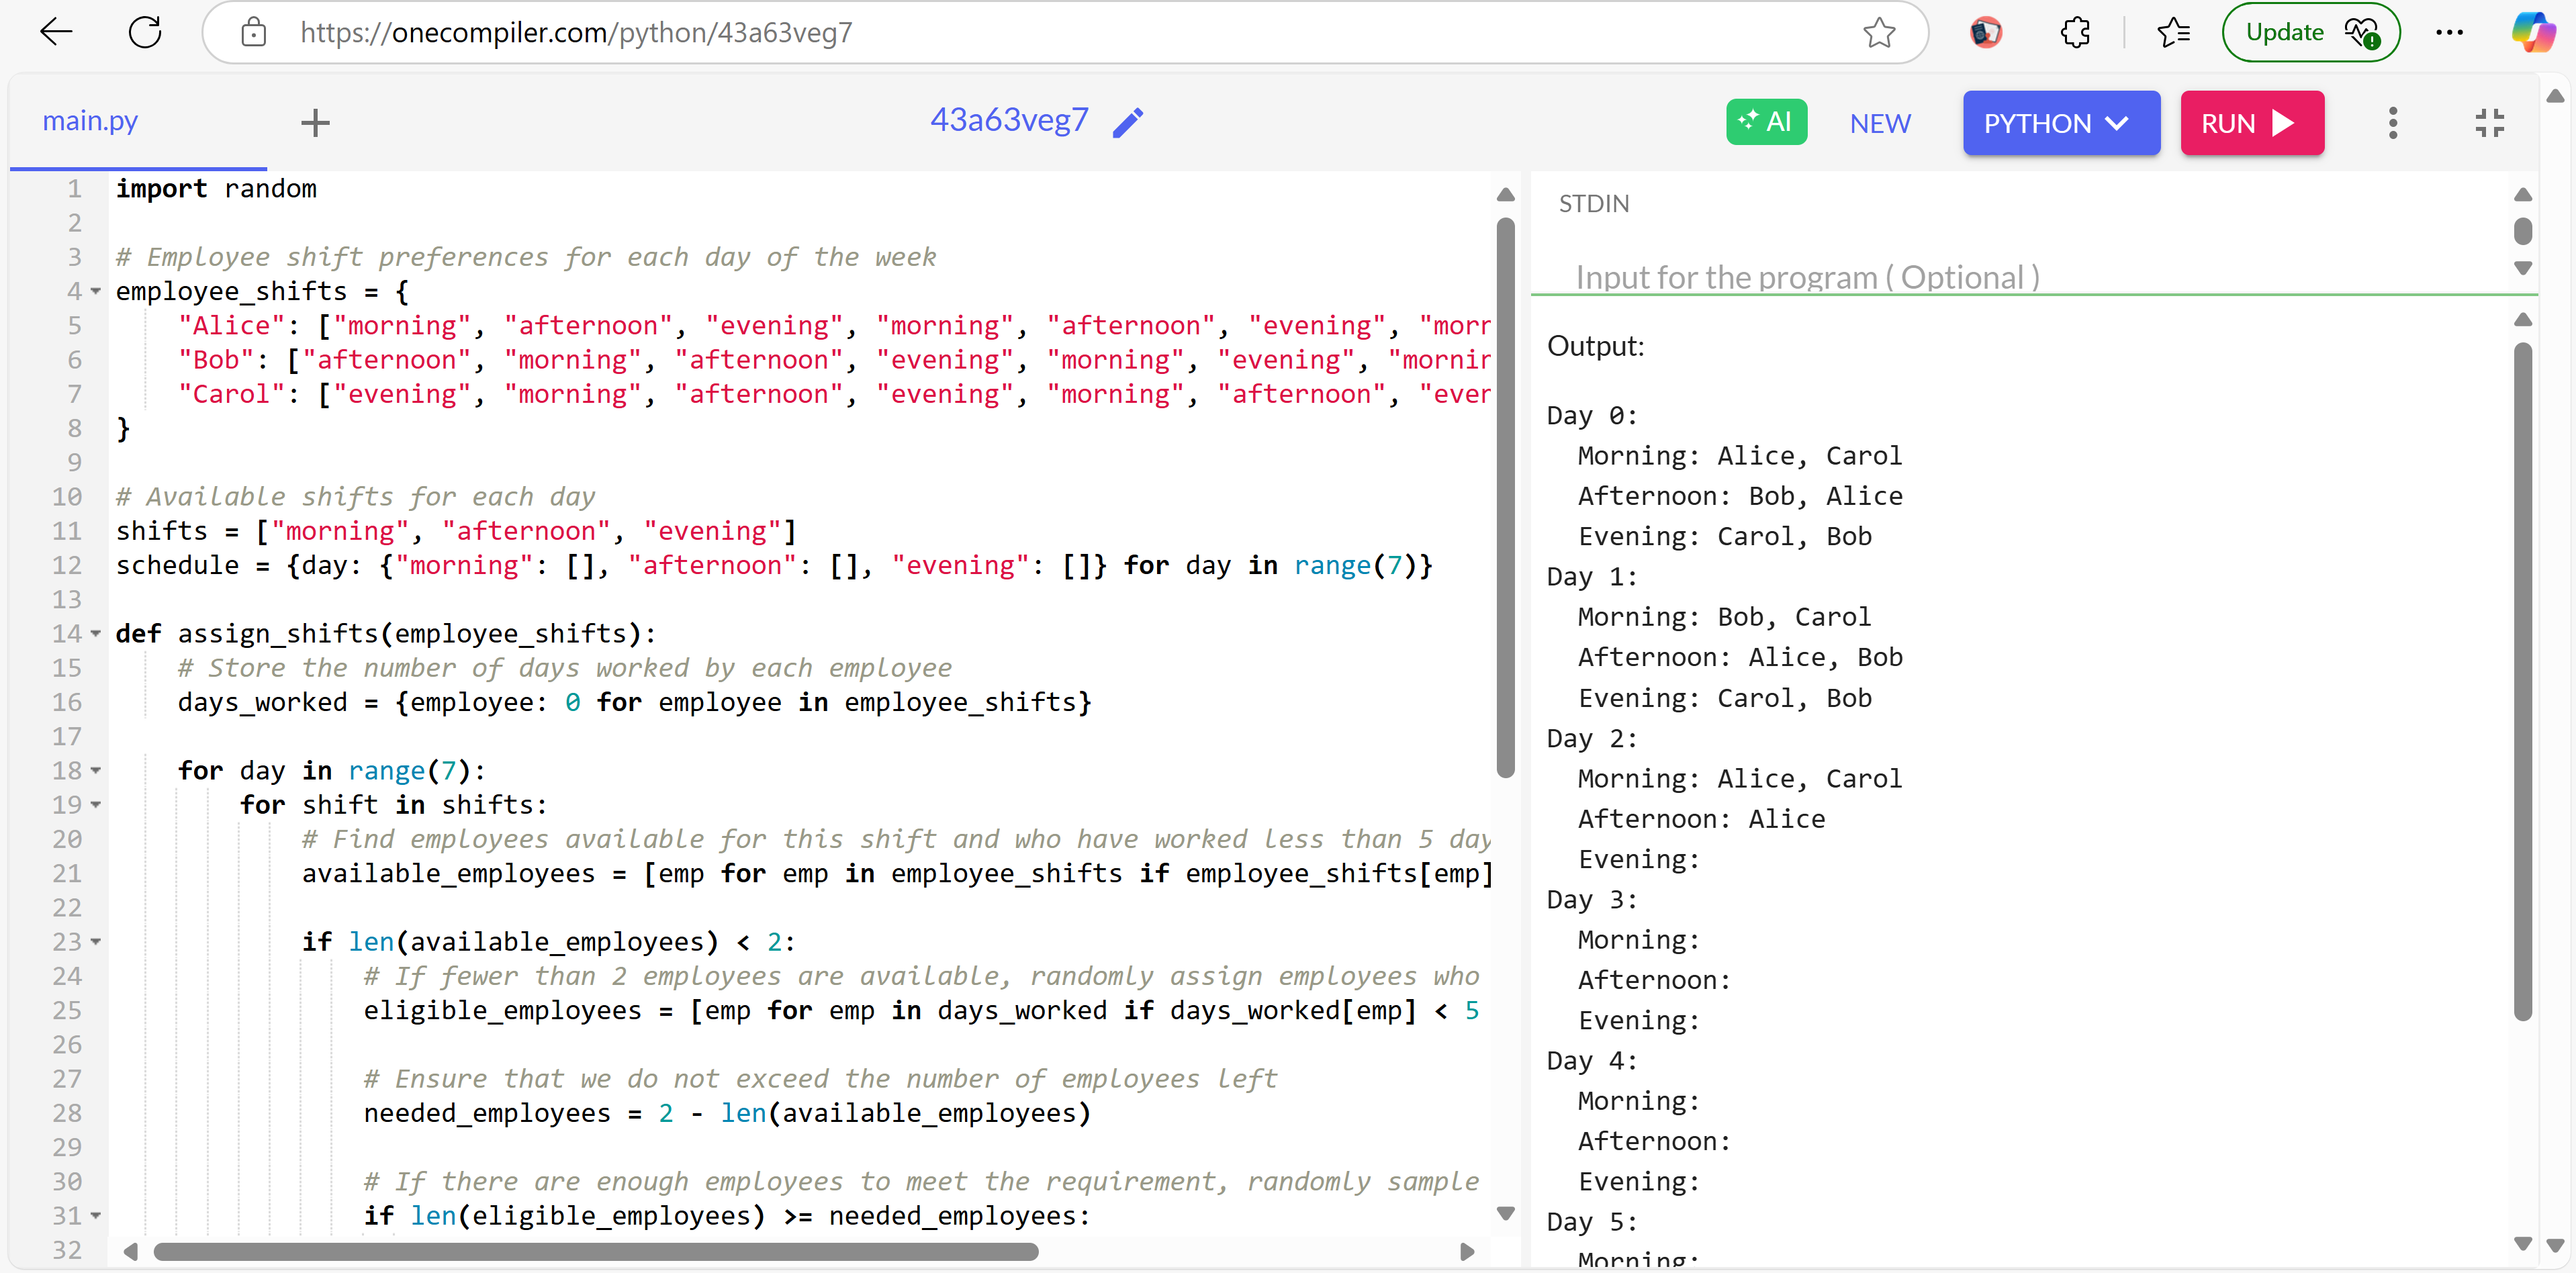 https://onecompiler.com/python/43a63veg7
Update
main.py
+
43a63veg7
AI
NEW
PYTHON
RUN
1 import random
2
3 # Employee shift preferences for each day of the week
4 employee_shifts = {
5     "Alice": ["morning", "afternoon", "evening", "morning", "afternoon", "evening", "morr
6     "Bob": ["afternoon", "morning", "afternoon", "evening", "morning", "evening", "mornir
7     "Carol": ["evening", "morning", "afternoon", "evening", "morning", "afternoon", "ever
8 }
9
10 # Available shifts for each day
11 shifts = ["morning", "afternoon", "evening"]
12 schedule = {day: {"morning": [], "afternoon": [], "evening": []} for day in range(7)}
13
14 def assign_shifts(employee_shifts):
15     # Store the number of days worked by each employee
16     days_worked = {employee: 0 for employee in employee_shifts}
17
18     for day in range(7):
19         for shift in shifts:
20             # Find employees available for this shift and who have worked less than 5 day
21             available_employees = [emp for emp in employee_shifts if employee_shifts[emp]
22
23             if len(available_employees) < 2:
24                 # If fewer than 2 employees are available, randomly assign employees who
25                 eligible_employees = [emp for emp in days_worked if days_worked[emp] < 5
26
27                 # Ensure that we do not exceed the number of employees left
28                 needed_employees = 2 - len(available_employees)
29
30                 # If there are enough employees to meet the requirement, randomly sample
31                 if len(eligible_employees) >= needed_employees:
32
STDIN
Input for the program ( Optional )
Output:
Day 0:
  Morning: Alice, Carol
  Afternoon: Bob, Alice
  Evening: Carol, Bob
Day 1:
  Morning: Bob, Carol
  Afternoon: Alice, Bob
  Evening: Carol, Bob
Day 2:
  Morning: Alice, Carol
  Afternoon: Alice
  Evening:
Day 3:
  Morning:
  Afternoon:
  Evening:
Day 4:
  Morning:
  Afternoon:
  Evening:
Day 5:
  Morning: